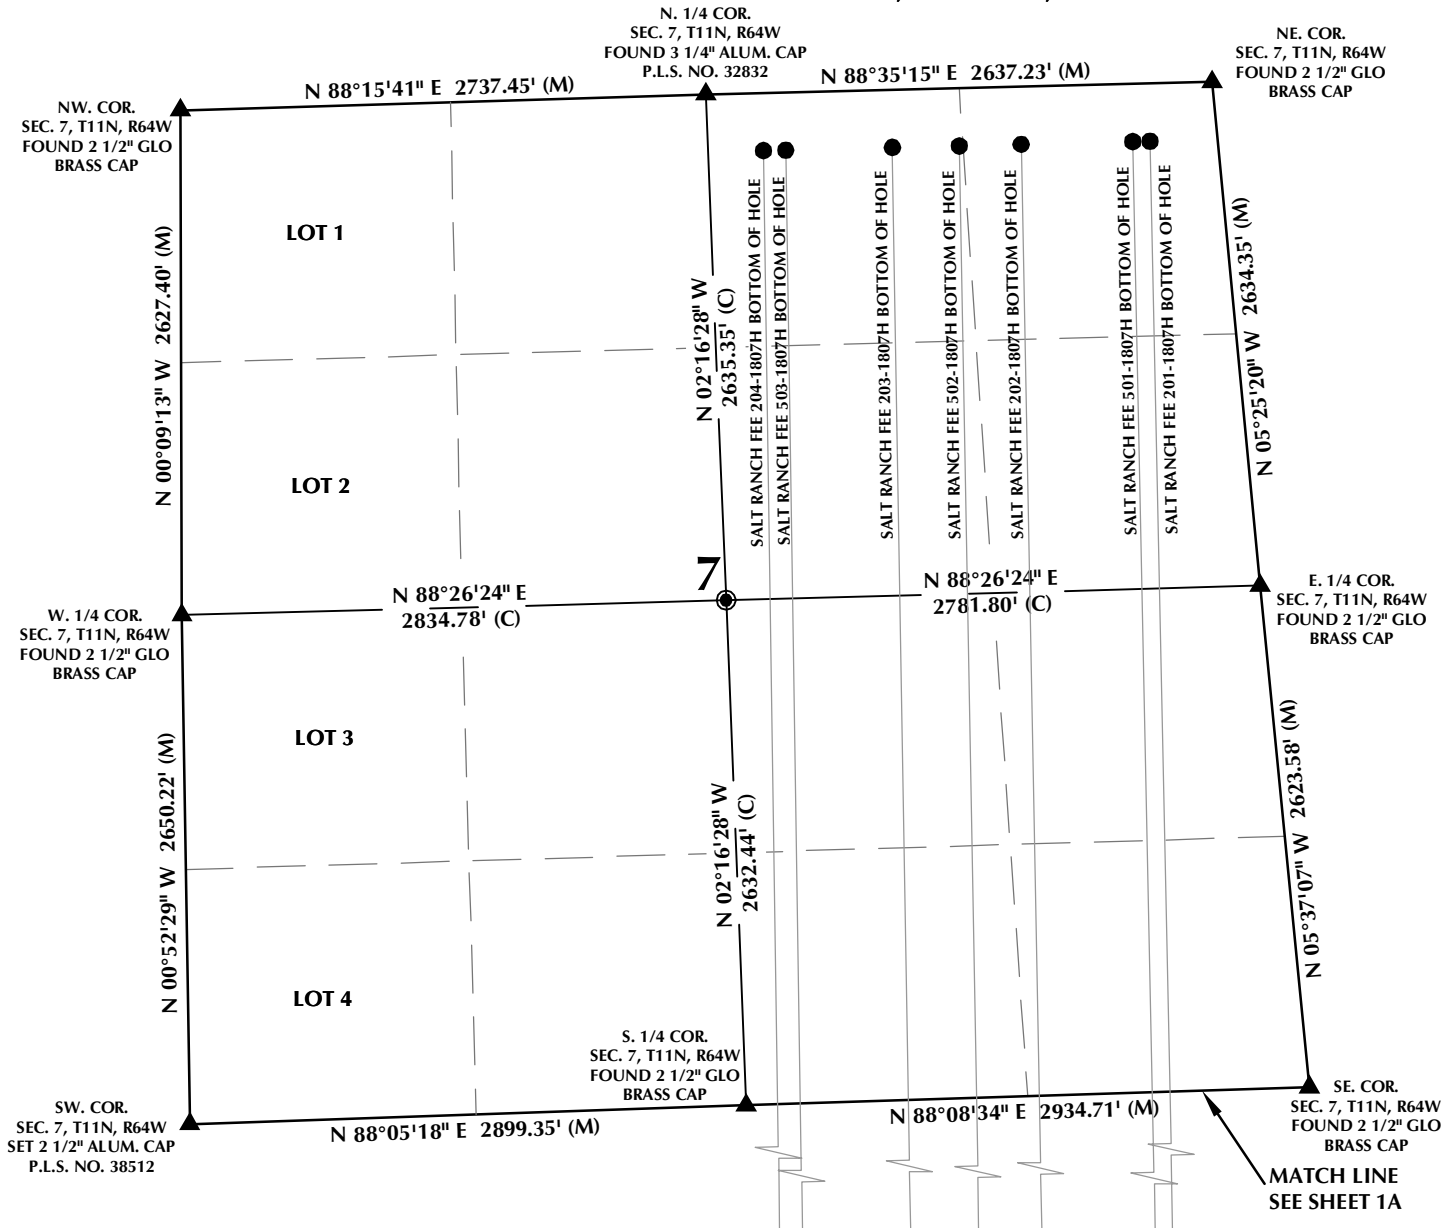 N. 1/4 COR.
SEC. 7, T11N, R64W
FOUND 3 1/4" ALUM. CAP
P.L.S. NO. 32832
NE. COR.
SEC. 7, T11N, R64W
FOUND 2 1/2" GLO
BRASS CAP
N 88°15'41" E 2737.45' (M)
N 88°35'15" E 2637.23' (M)
NW. COR.
SEC. 7, T11N, R64W
FOUND 2 1/2" GLO
BRASS CAP
LOT 1
LOT 2
N 00°09'13" W 2627.40' (M)
N 02°16'28" W
2635.35' (C)
SALT RANCH FEE 204-1807H BOTTOM OF HOLE
SALT RANCH FEE 503-1807H BOTTOM OF HOLE
SALT RANCH FEE 203-1807H BOTTOM OF HOLE
SALT RANCH FEE 502-1807H BOTTOM OF HOLE
SALT RANCH FEE 202-1807H BOTTOM OF HOLE
SALT RANCH FEE 501-1807H BOTTOM OF HOLE
SALT RANCH FEE 201-1807H BOTTOM OF HOLE
N 05°25'20" W 2634.35' (M)
7
N 88°26'24" E
2834.78' (C)
N 88°26'24" E
2781.80' (C)
W. 1/4 COR.
SEC. 7, T11N, R64W
FOUND 2 1/2" GLO
BRASS CAP
E. 1/4 COR.
SEC. 7, T11N, R64W
FOUND 2 1/2" GLO
BRASS CAP
LOT 3
LOT 4
N 00°52'29" W 2650.22' (M)
N 02°16'28" W
2632.44' (C)
N 05°37'07" W 2623.58' (M)
S. 1/4 COR.
SEC. 7, T11N, R64W
FOUND 2 1/2" GLO
BRASS CAP
SW. COR.
SEC. 7, T11N, R64W
SET 2 1/2" ALUM. CAP
P.L.S. NO. 38512
N 88°05'18" E 2899.35' (M)
N 88°08'34" E 2934.71' (M)
SE. COR.
SEC. 7, T11N, R64W
FOUND 2 1/2" GLO
BRASS CAP
MATCH LINE
SEE SHEET 1A